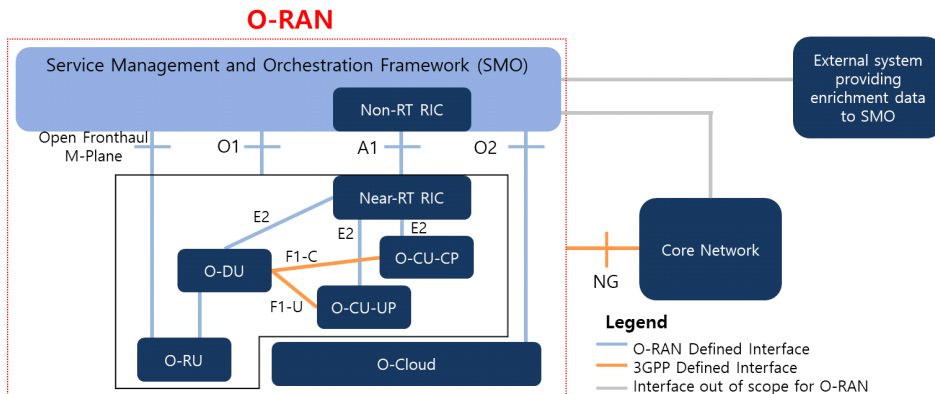 O-RAN
Service Management and Orchestration Framework (SMO)
External system
providing
enrichment data
to SMO
Non-RT RIC
Open Fronthaul
M-Plane
O1
A1
O2
Near-RT RIC
E2
E2
E2
O-DU
F1-C
O-CU-CP
F1-U
O-CU-UP
O-RU
O-Cloud
Core Network
NG
Legend
O-RAN Defined Interface
3GPP Defined Interface
Interface out of scope for O-RAN